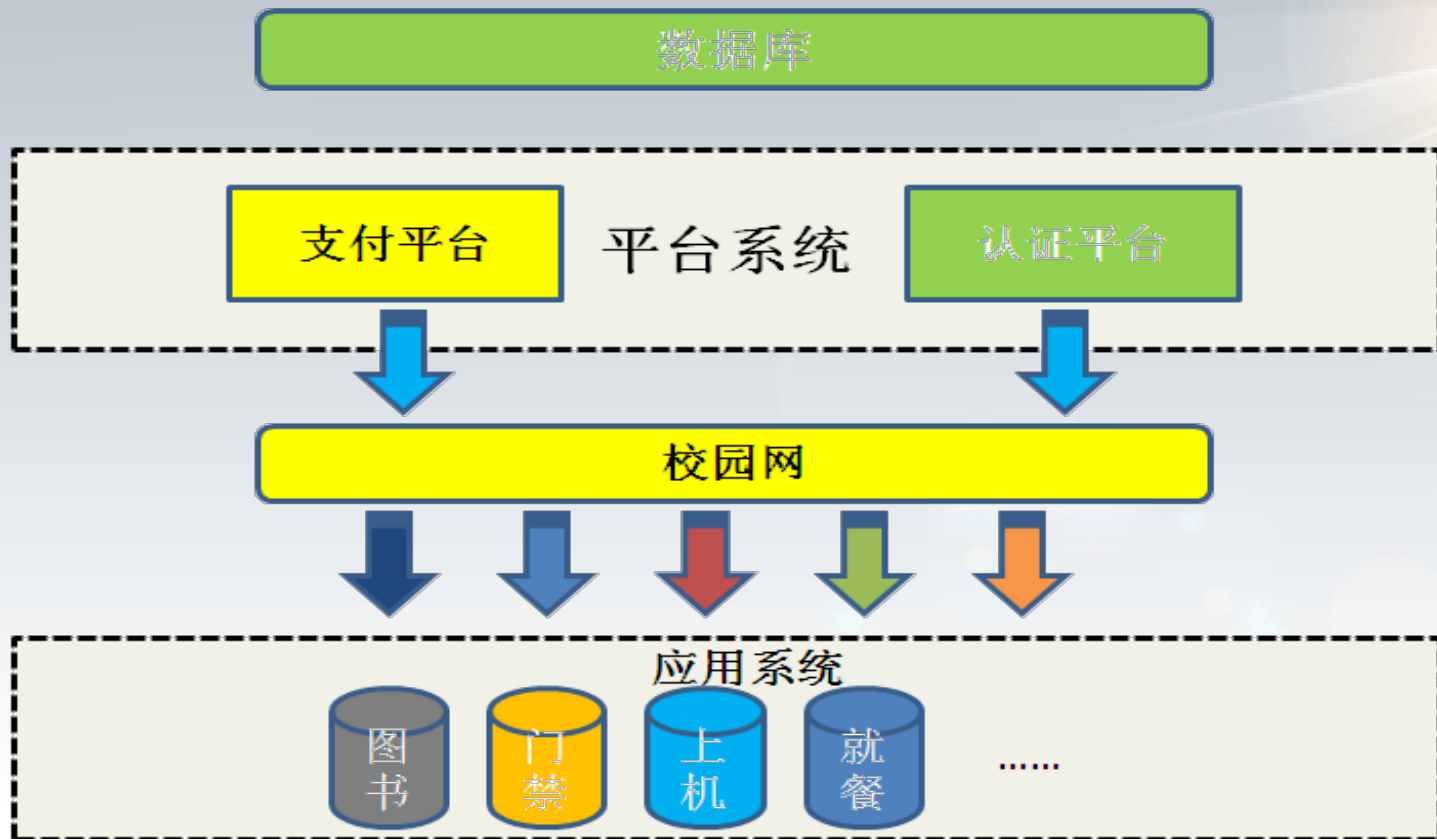 数据库
支付平台
平台系统
认证平台
校园网
应用系统
图书
门禁
上机
就餐
......